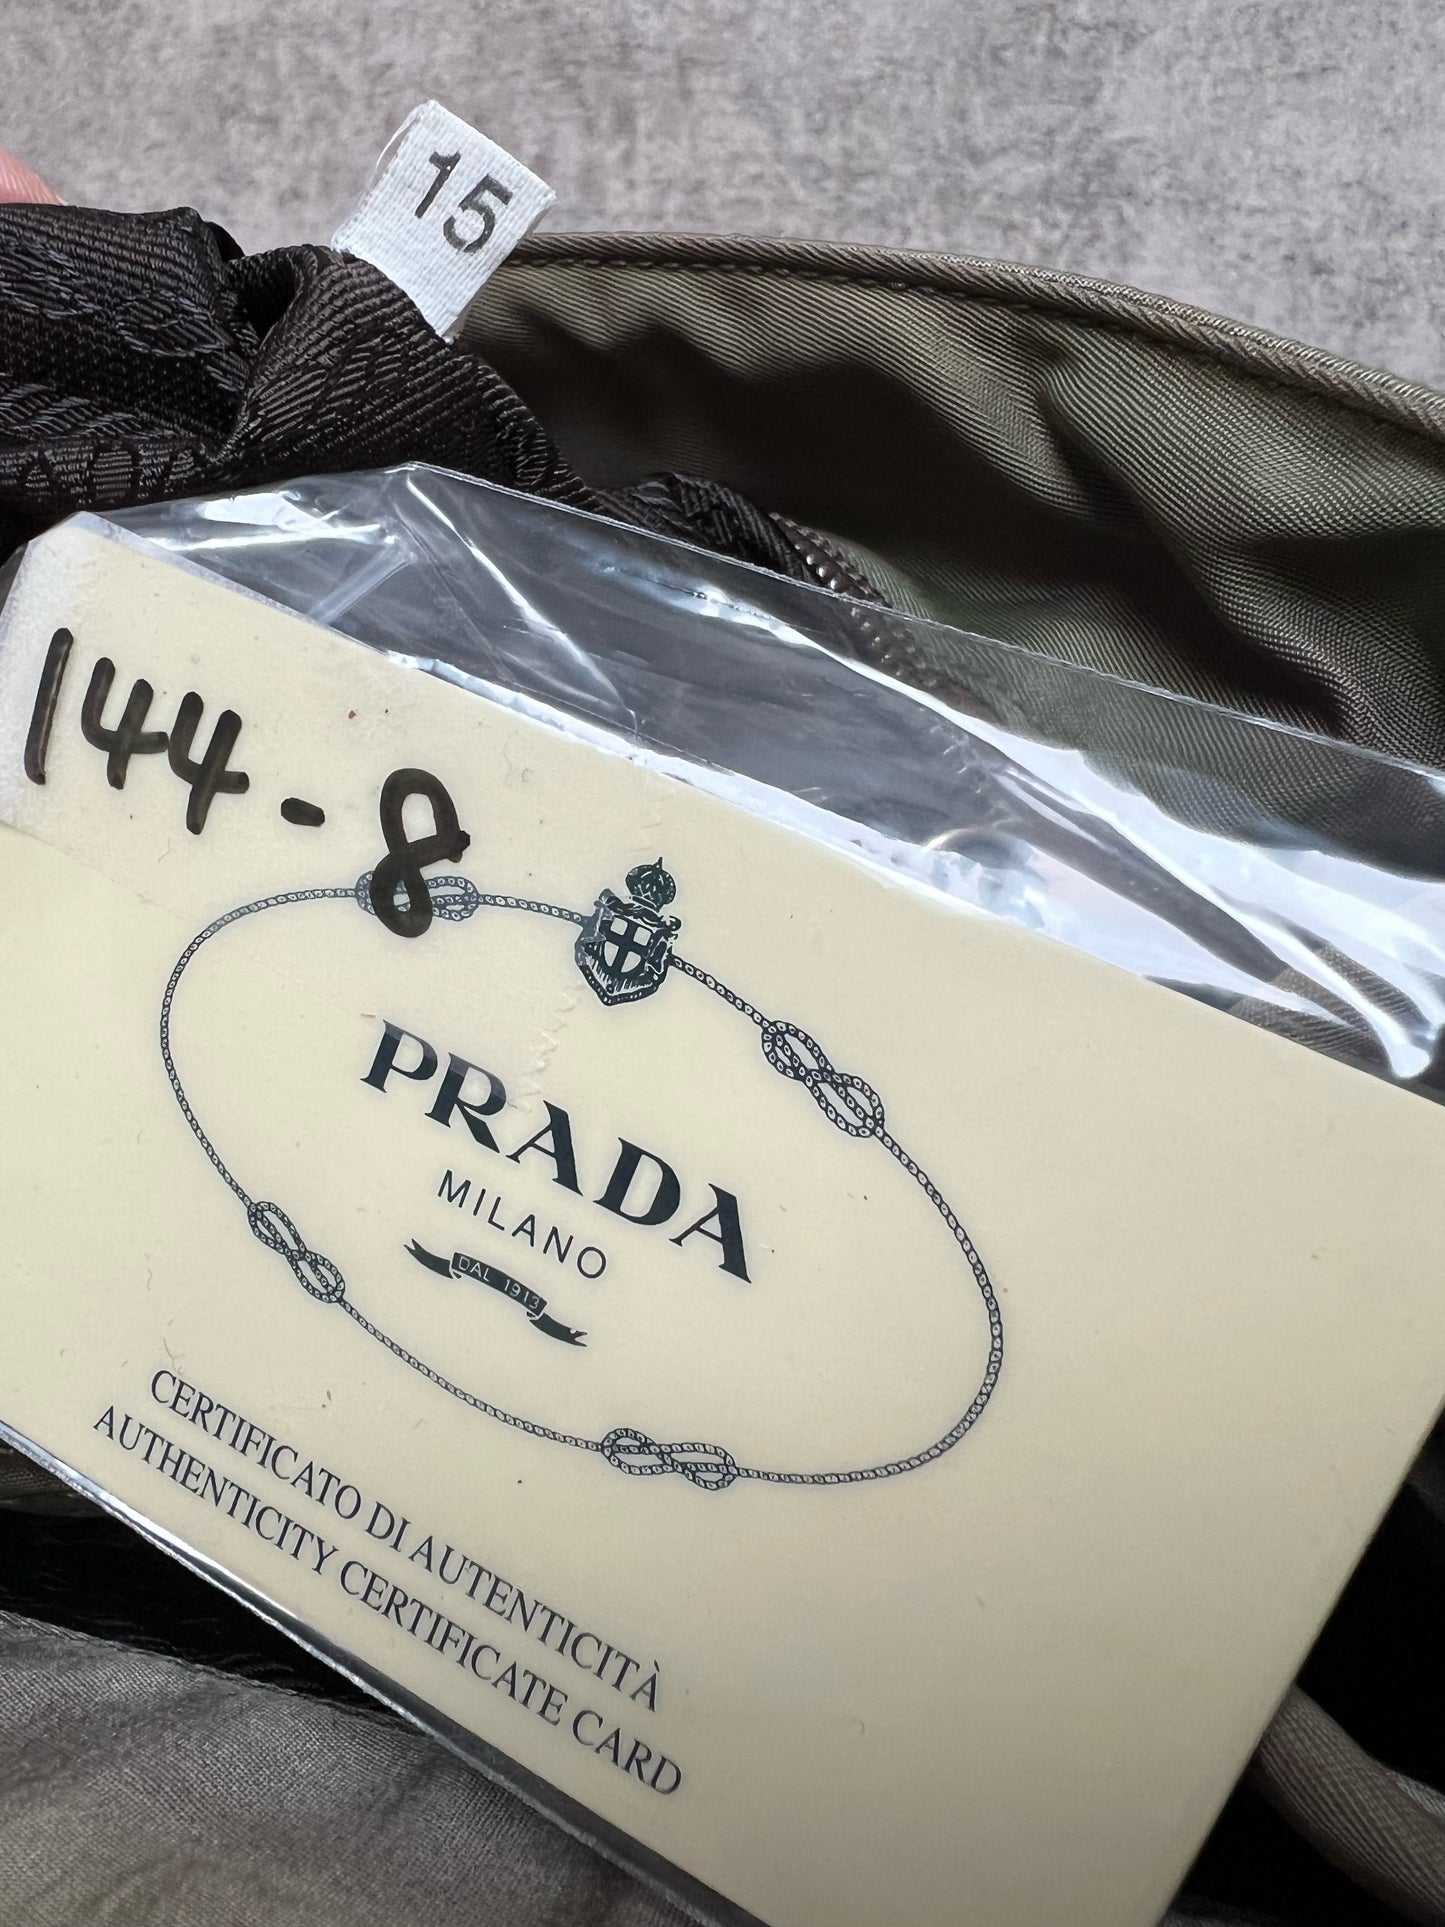 15
144-8
PRADA
MILANO
DAL 1913
CERTIFICATO DI AUTENTICITÀ
AUTHENTICITY CERTIFICATE CARD